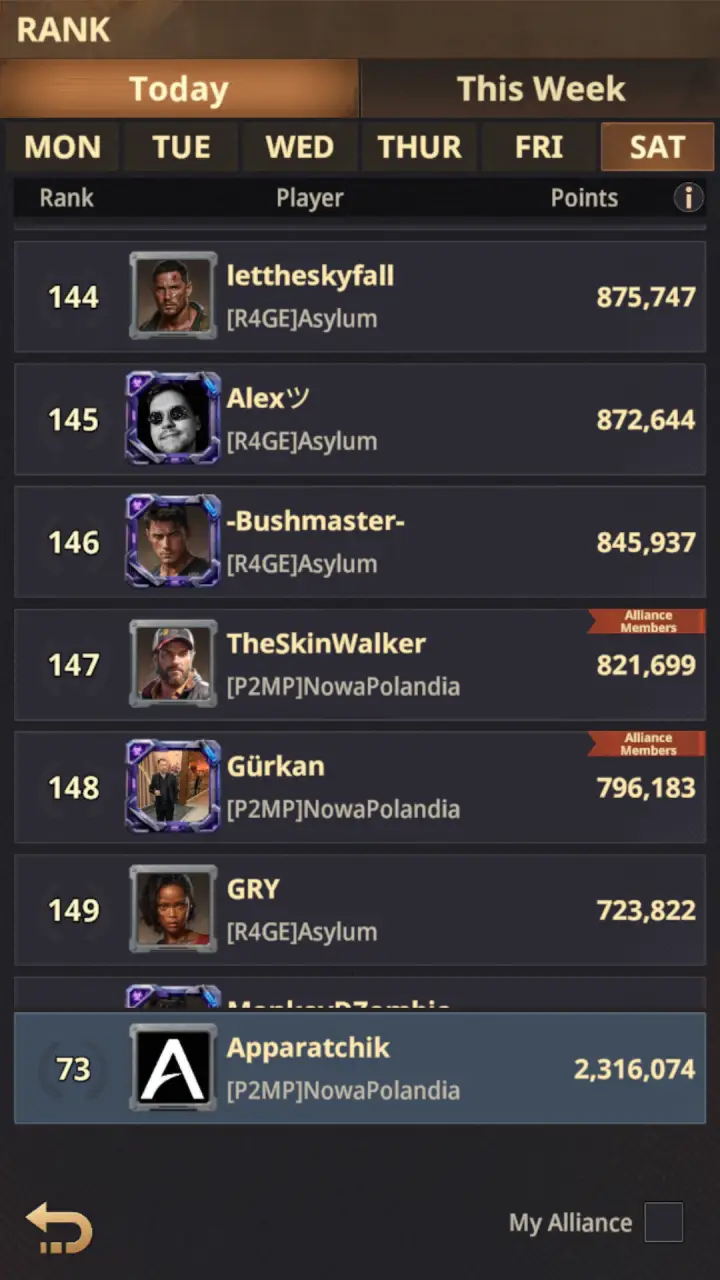 RANK
Today
This Week
MON TUE WED THUR FRI SAT
Rank Player Points i
144 lettheskyfall 875,747
[R4GE]Asylum
145 Alexツ 872,644
[R4GE]Asylum
146 -Bushmaster- 845,937
[R4GE]Asylum
Alliance
Members
147 TheSkinWalker 821,699
[P2MP]NowaPolandia
Alliance
Members
148 Gürkan 796,183
[P2MP]NowaPolandia
149 GRY 723,822
[R4GE]Asylum
73 Apparatchik 2,316,074
[P2MP]NowaPolandia
My Alliance